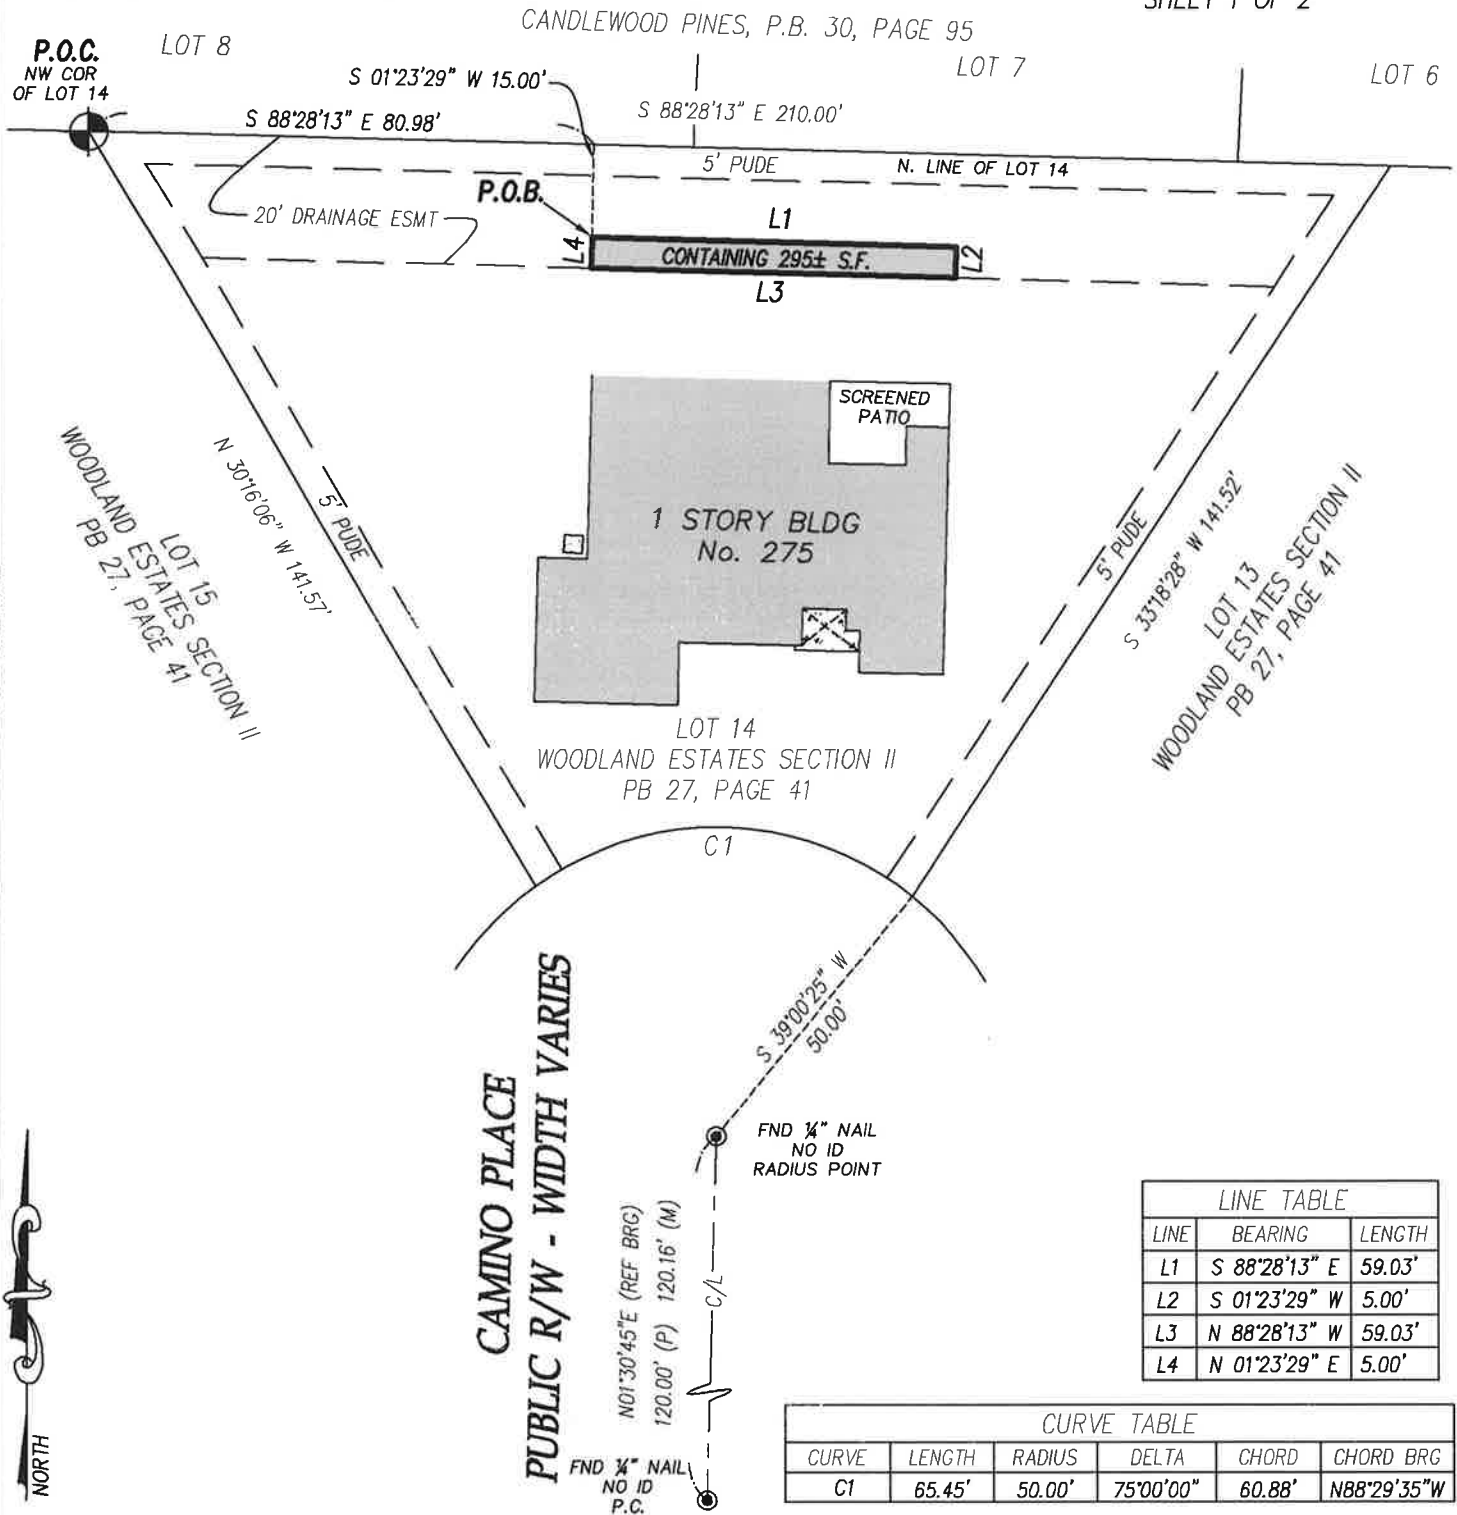 SHEET 1 OF 2
CANDLEWOOD PINES, P.B. 30, PAGE 95
P.O.C.
NW COR
OF LOT 14
LOT 8
LOT 7
LOT 6
S 01°23'29" W 15.00'
S 88°28'13" E 80.98'
S 88°28'13" E 210.00'
5' PUDE
N. LINE OF LOT 14
P.O.B.
20' DRAINAGE ESMT
L1
L4
CONTAINING 295± S.F.
L2
L3
SCREENED
PATIO
1 STORY BLDG
No. 275
N 30°16'06" W 141.57'
5' PUDE
LOT 15
WOODLAND ESTATES SECTION II
PB 27, PAGE 41
5' PUDE
S 33°18'28" W 141.52'
LOT 13
WOODLAND ESTATES SECTION II
PB 27, PAGE 41
LOT 14
WOODLAND ESTATES SECTION II
PB 27, PAGE 41
C1
S 39°00'25" W
50.00'
CAMINO PLACE
PUBLIC R/W - WIDTH VARIES
FND ¼" NAIL
NO ID
RADIUS POINT
N01°30'45"E (REF BRG)
120.00' (P) 120.16' (M)
C/L
FND ¼" NAIL
NO ID
P.C.
NORTH
LINE TABLE
LINE BEARING LENGTH
L1 S 88°28'13" E 59.03'
L2 S 01°23'29" W 5.00'
L3 N 88°28'13" W 59.03'
L4 N 01°23'29" E 5.00'
CURVE TABLE
CURVE LENGTH RADIUS DELTA CHORD CHORD BRG
C1 65.45' 50.00' 75°00'00" 60.88' N88°29'35"W